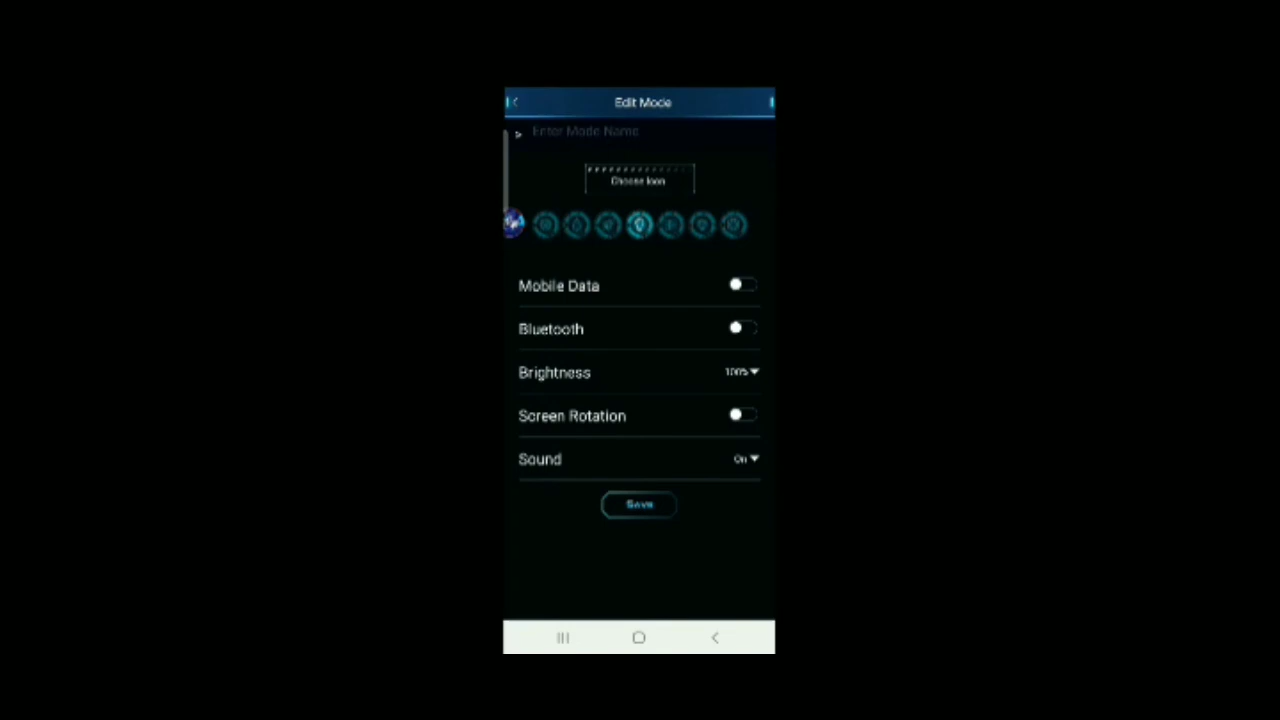 Edit Mode
Enter Mode Name
Choose Icon
Mobile Data
Bluetooth
Brightness 100%
Screen Rotation
Sound On
Save